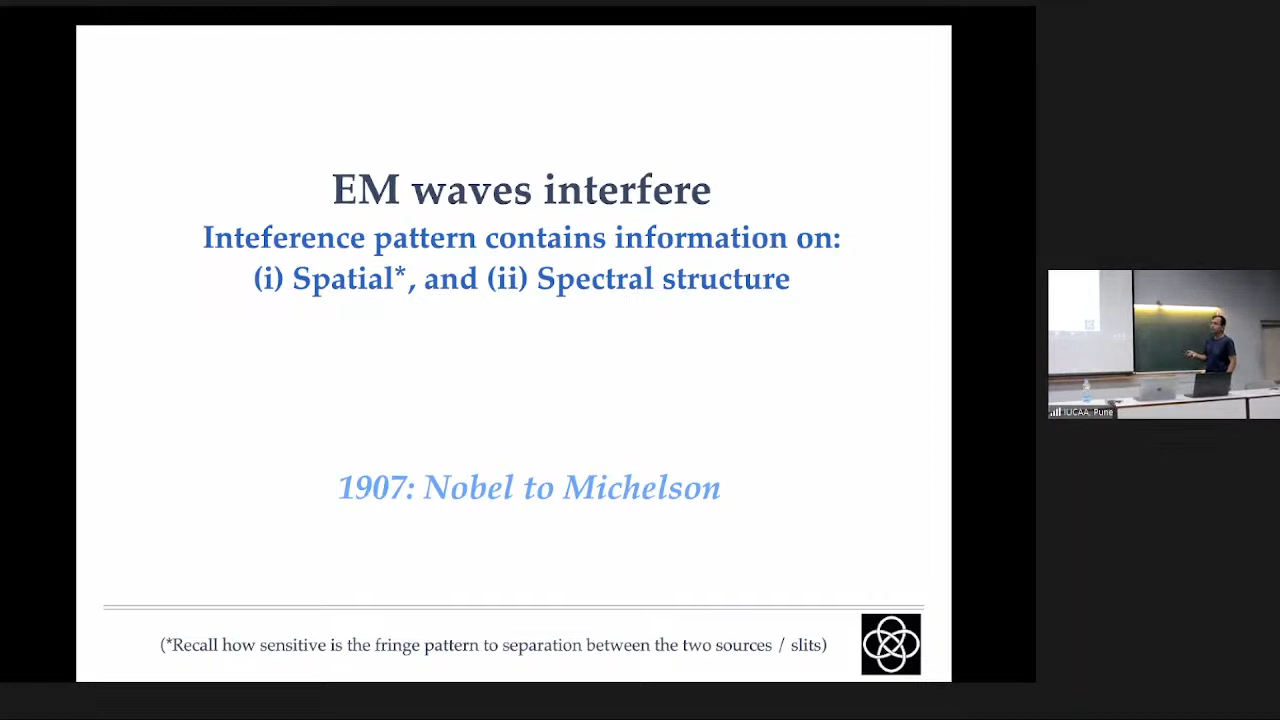 EM waves interfere
Inteference pattern contains information on:
(i) Spatial*, and (ii) Spectral structure
1907: Nobel to Michelson
(*Recall how sensitive is the fringe pattern to separation between the two sources / slits)
IUCAA, Pune